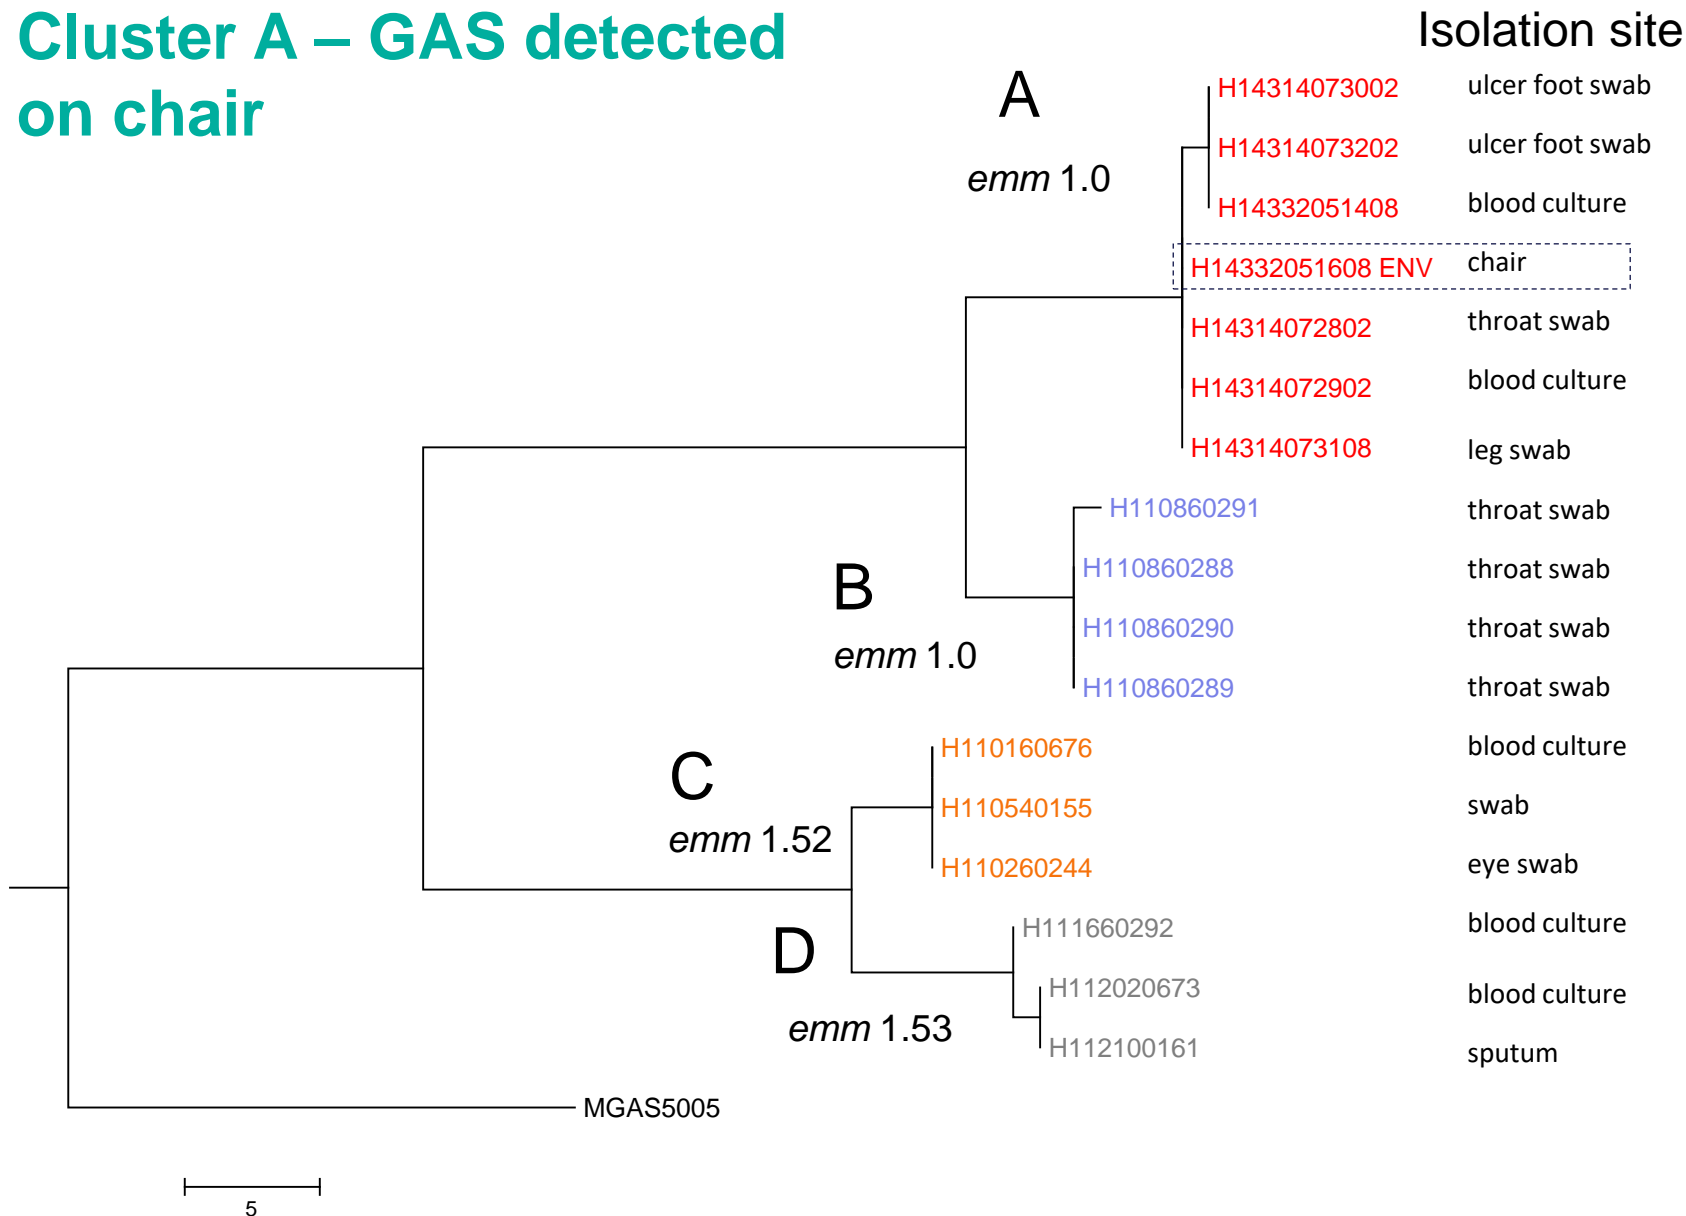 Cluster A – GAS detected
on chair
Isolation site
A
emm 1.0
H14314073002 ulcer foot swab
H14314073202 ulcer foot swab
H14332051408 blood culture
H14332051608 ENV chair
H14314072802 throat swab
H14314072902 blood culture
H14314073108 leg swab
B
emm 1.0
H110860291 throat swab
H110860288 throat swab
H110860290 throat swab
H110860289 throat swab
C
emm 1.52
H110160676 blood culture
H110540155 swab
H110260244 eye swab
D
emm 1.53
H111660292 blood culture
H112020673 blood culture
H112100161 sputum
MGAS5005
5